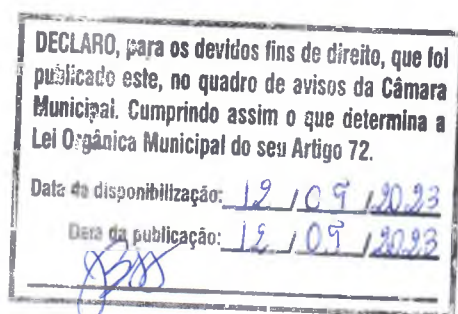 DECLARO, para os devidos fins de direito, que foi
publicado este, no quadro de avisos da Câmara
Municipal. Cumprindo assim o que determina a
Lei Orgânica Municipal do seu Artigo 72.
Data de disponibilização: 12 / 09 / 2023
Data da publicação: 12 / 09 / 2023